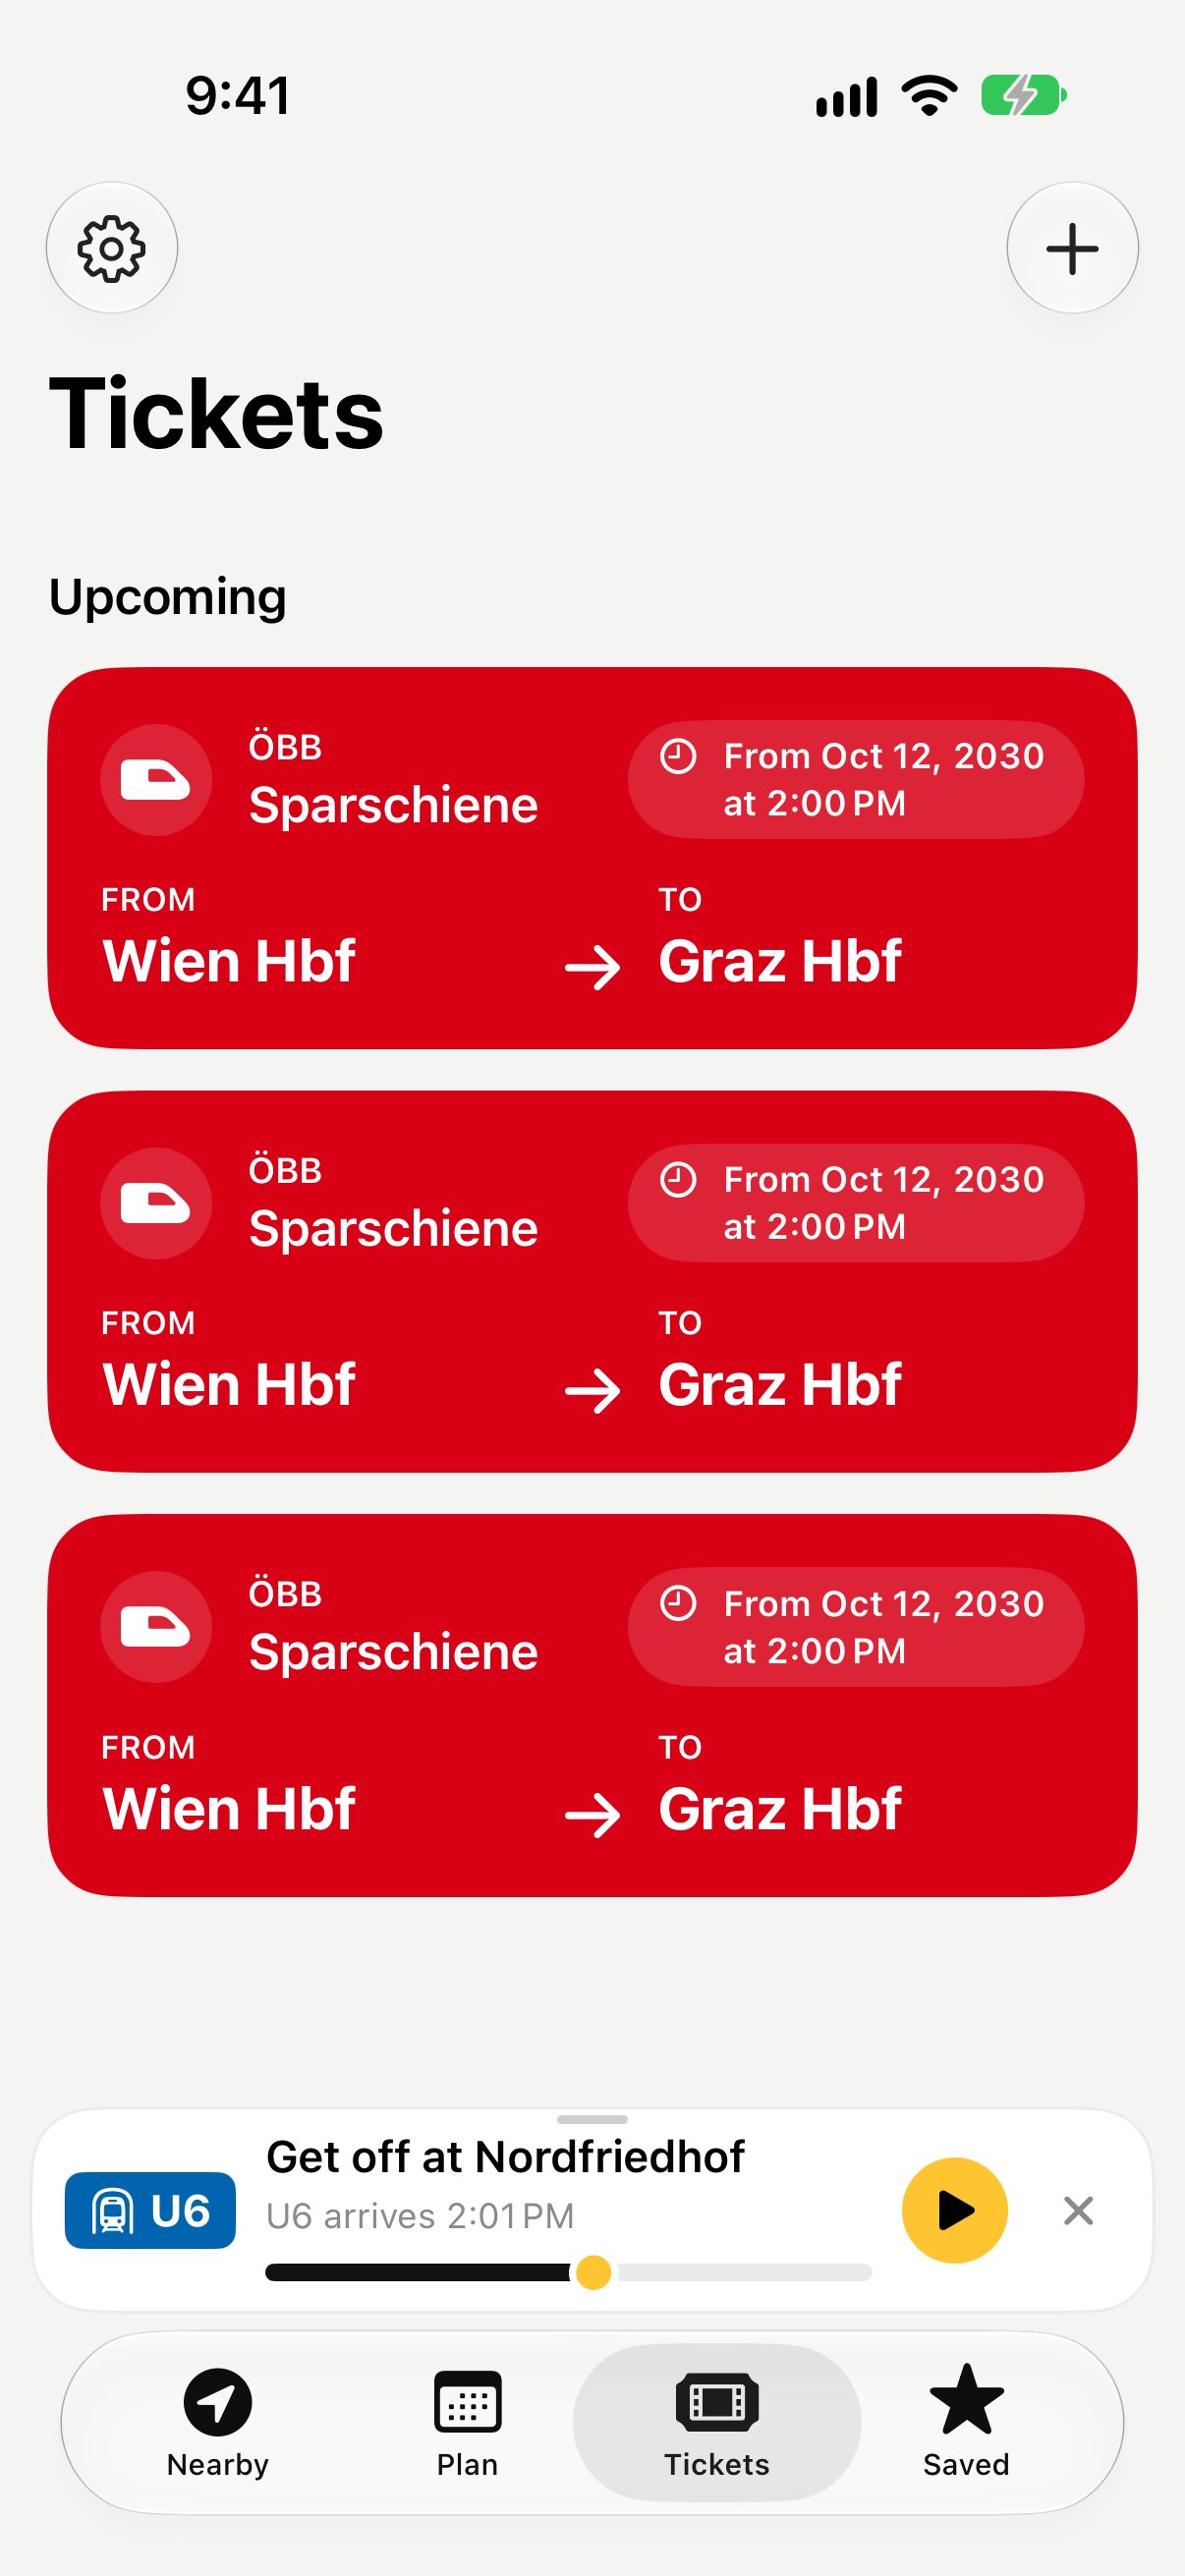 9:41
Tickets
Upcoming
ÖBB
Sparschiene
From Oct 12, 2030
at 2:00 PM
FROM
Wien Hbf
TO
Graz Hbf
ÖBB
Sparschiene
From Oct 12, 2030
at 2:00 PM
FROM
Wien Hbf
TO
Graz Hbf
ÖBB
Sparschiene
From Oct 12, 2030
at 2:00 PM
FROM
Wien Hbf
TO
Graz Hbf
U6
Get off at Nordfriedhof
U6 arrives 2:01 PM
Nearby
Plan
Tickets
Saved